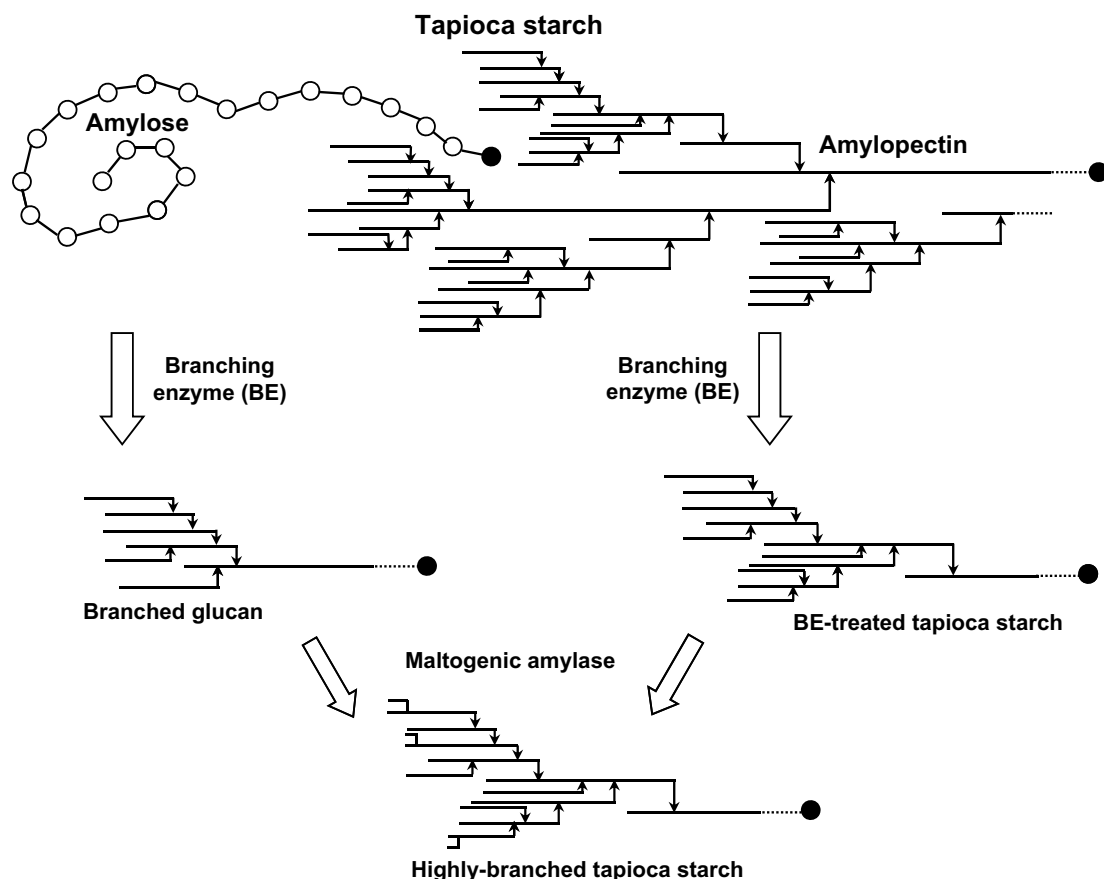 Tapioca starch
Amylose
Amylopectin
Branching
enzyme (BE)
Branching
enzyme (BE)
Branched glucan
BE-treated tapioca starch
Maltogenic amylase
Highly-branched tapioca starch